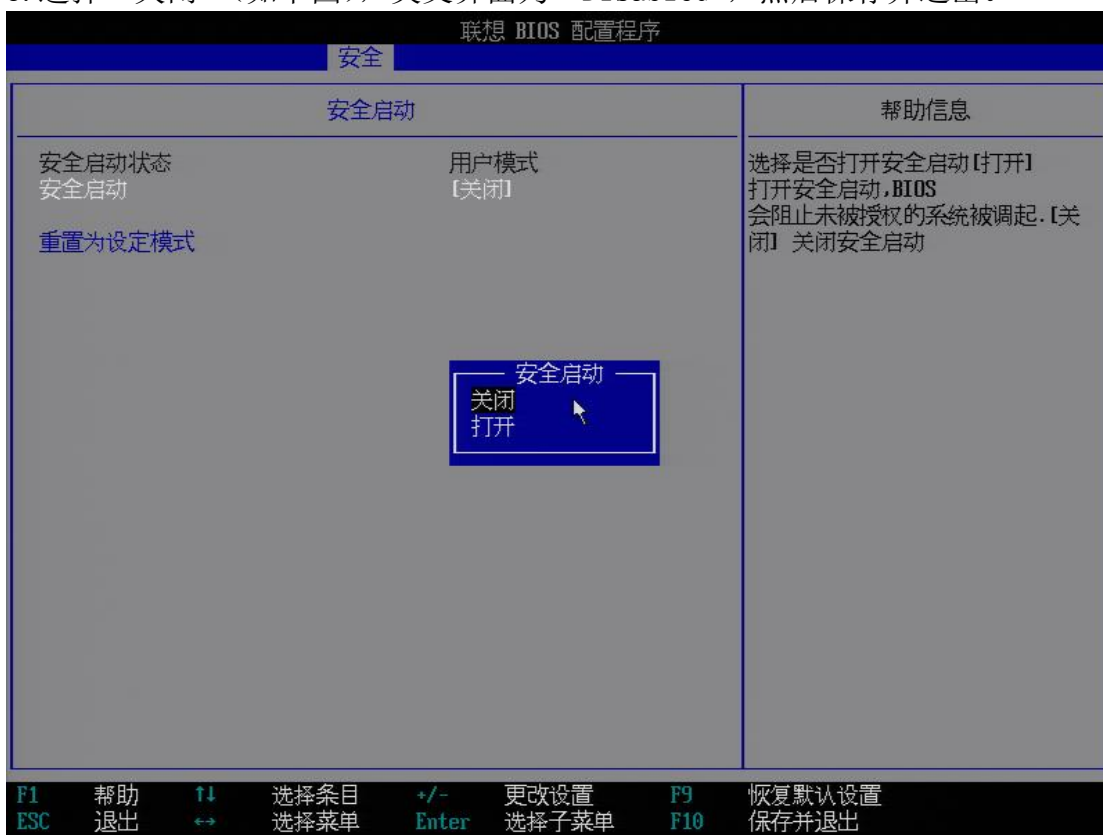 联想 BIOS 配置程序
安全
安全启动
帮助信息
安全启动状态 用户模式
安全启动 [关闭]
重置为设定模式
选择是否打开安全启动[打开]
打开安全启动,BIOS
会阻止未被授权的系统被调起.[关
闭] 关闭安全启动
安全启动
关闭
打开
F1 帮助 ↑↓ 选择条目 +/- 更改设置 F9 恢复默认设置
ESC 退出 ↔ 选择菜单 Enter 选择子菜单 F10 保存并退出